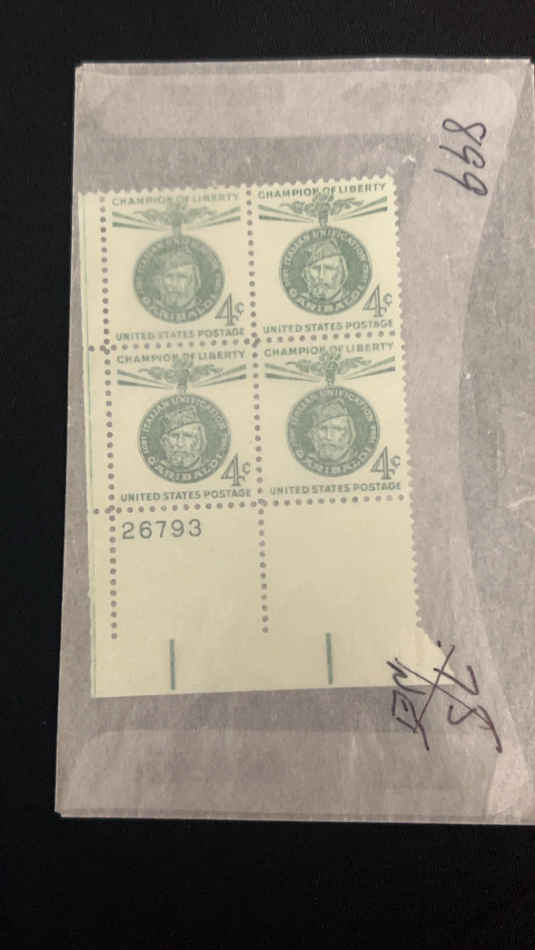 899
CHAMPION OF LIBERTY
ITALIAN UNIFICATION
GARIBALDI
4¢
UNITED STATES POSTAGE
CHAMPION OF LIBERTY
ITALIAN UNIFICATION
GARIBALDI
4¢
UNITED STATES POSTAGE
CHAMPION OF LIBERTY
ITALIAN UNIFICATION
GARIBALDI
4¢
UNITED STATES POSTAGE
CHAMPION OF LIBERTY
ITALIAN UNIFICATION
GARIBALDI
4¢
UNITED STATES POSTAGE
26793
.75
NET